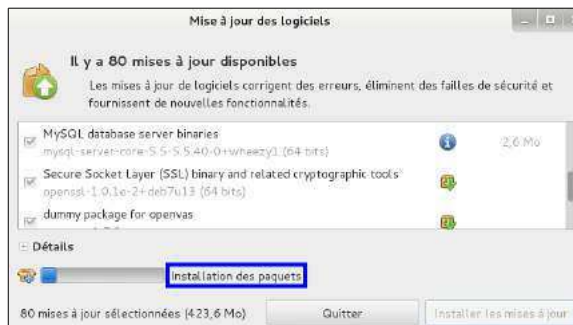 Mise à jour des logiciels
Il y a 80 mises à jour disponibles
Les mises à jour de logiciels corrigent des erreurs, éliminent des failles de sécurité et
fournissent de nouvelles fonctionnalités.
MySQL database server binaries
mysql-server-core-5.5-5.5.40-0+wheezy1 (64 bits)
2,6 Mo
Secure Socket Layer (SSL) binary and related cryptographic tools
openssl-1.0.1e-2+deb7u13 (64 bits)
dummy package for openvas
Détails
Installation des paquets
80 mises à jour sélectionnées (423,6 Mo)
Quitter
Installer les mises à jour